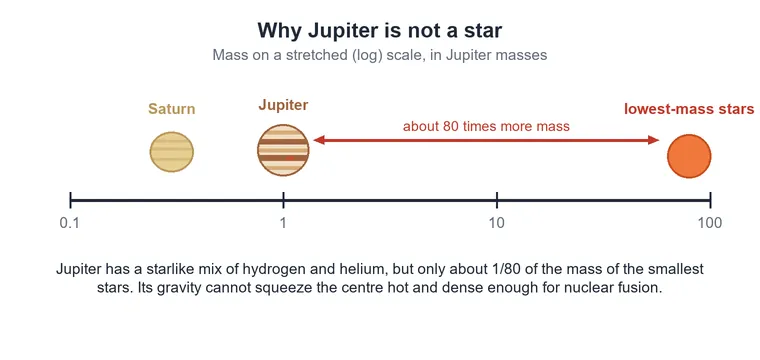 Why Jupiter is not a star
Mass on a stretched (log) scale, in Jupiter masses
Saturn
Jupiter
lowest-mass stars
about 80 times more mass
0.1
1
10
100
Jupiter has a starlike mix of hydrogen and helium, but only about 1/80 of the mass of the smallest
stars. Its gravity cannot squeeze the centre hot and dense enough for nuclear fusion.